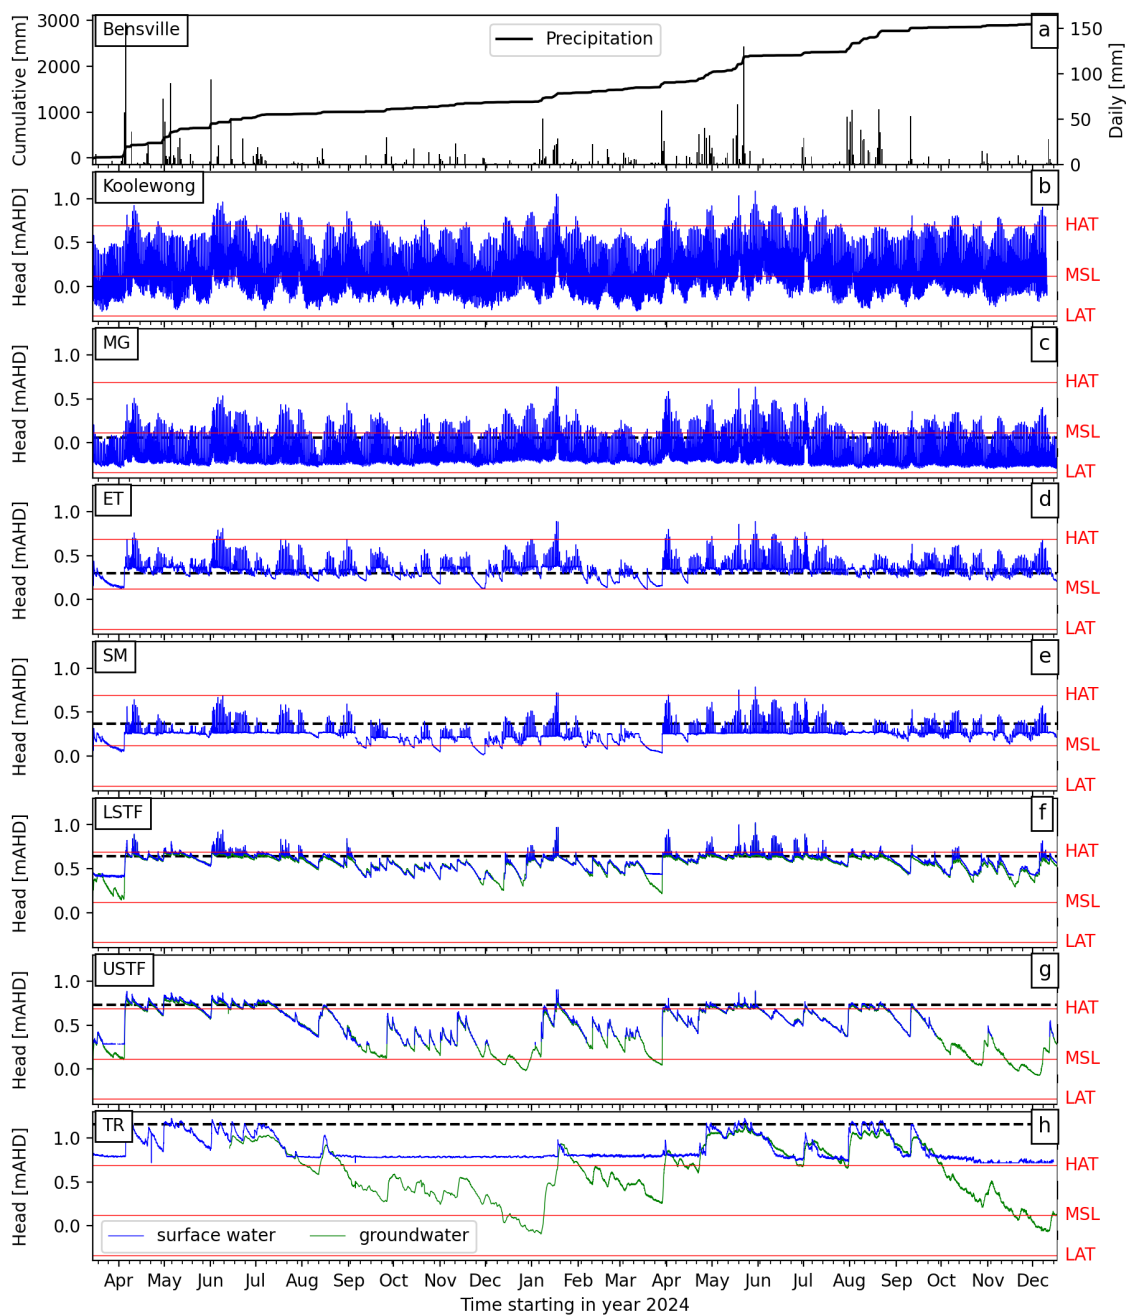 Bensville
Precipitation
a
Cumulative [mm]
3000
2000
1000
0
Daily [mm]
150
100
50
0
Koolewong
b
Head [mAHD]
1.0
0.5
0.0
HAT
MSL
LAT
MG
c
Head [mAHD]
1.0
0.5
0.0
HAT
MSL
LAT
ET
d
Head [mAHD]
1.0
0.5
0.0
HAT
MSL
LAT
SM
e
Head [mAHD]
1.0
0.5
0.0
HAT
MSL
LAT
LSTF
f
Head [mAHD]
1.0
0.5
0.0
HAT
MSL
LAT
USTF
g
Head [mAHD]
1.0
0.5
0.0
HAT
MSL
LAT
TR
h
Head [mAHD]
1.0
0.5
0.0
HAT
MSL
LAT
surface water groundwater
Apr May Jun Jul Aug Sep Oct Nov Dec Jan Feb Mar Apr May Jun Jul Aug Sep Oct Nov Dec
Time starting in year 2024